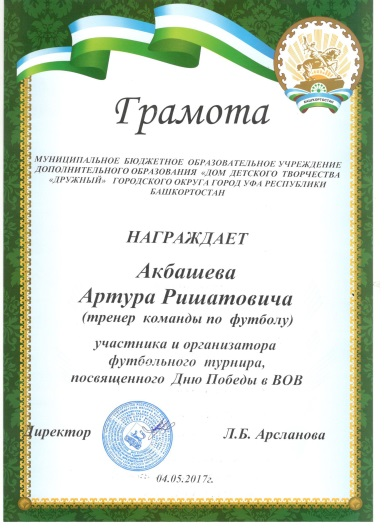 БАШКОРТОСТАН
Грамота
МУНИЦИПАЛЬНОЕ БЮДЖЕТНОЕ ОБРАЗОВАТЕЛЬНОЕ УЧРЕЖДЕНИЕ
ДОПОЛНИТЕЛЬНОГО ОБРАЗОВАНИЯ «ДОМ ДЕТСКОГО ТВОРЧЕСТВА
«ДРУЖНЫЙ» ГОРОДСКОГО ОКРУГА ГОРОД УФА РЕСПУБЛИКИ
БАШКОРТОСТАН
НАГРАЖДАЕТ
Акбашева
Артура Ришатовича
(тренер команды по футболу)
участника и организатора
футбольного турнира,
посвященного Дню Победы в ВОВ
Директор Л.Б. Арсланова
04.05.2017г.